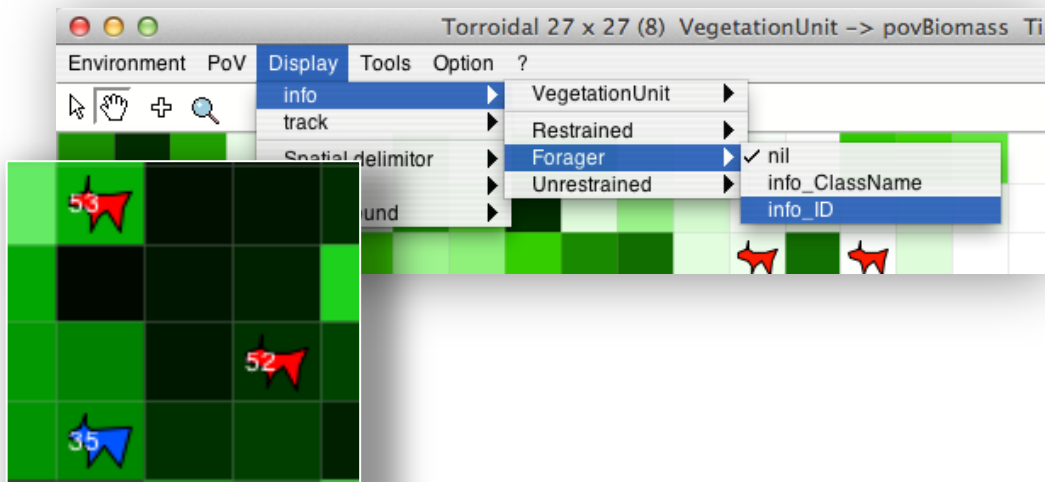 Torroidal 27 x 27 (8) VegetationUnit -> povBiomass Ti
Environment PoV Display Tools Option ?
info
track
Spatial delimitor
und
VegetationUnit
Restrained
Forager
Unrestrained
✓ nil
info_ClassName
info_ID
53
52
35